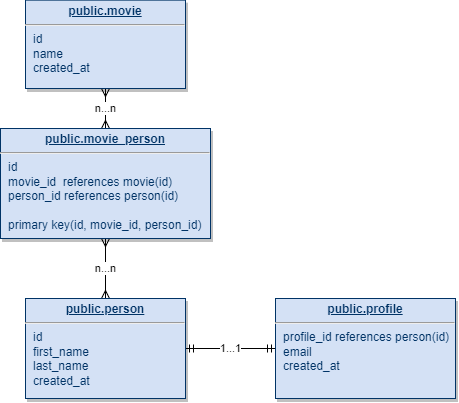 public.movie
id
name
created_at
n...n
public.movie_person
id
movie_id references movie(id)
person_id references person(id)
primary key(id, movie_id, person_id)
n...n
public.person
id
first_name
last_name
created_at
1...1
public.profile
profile_id references person(id)
email
created_at